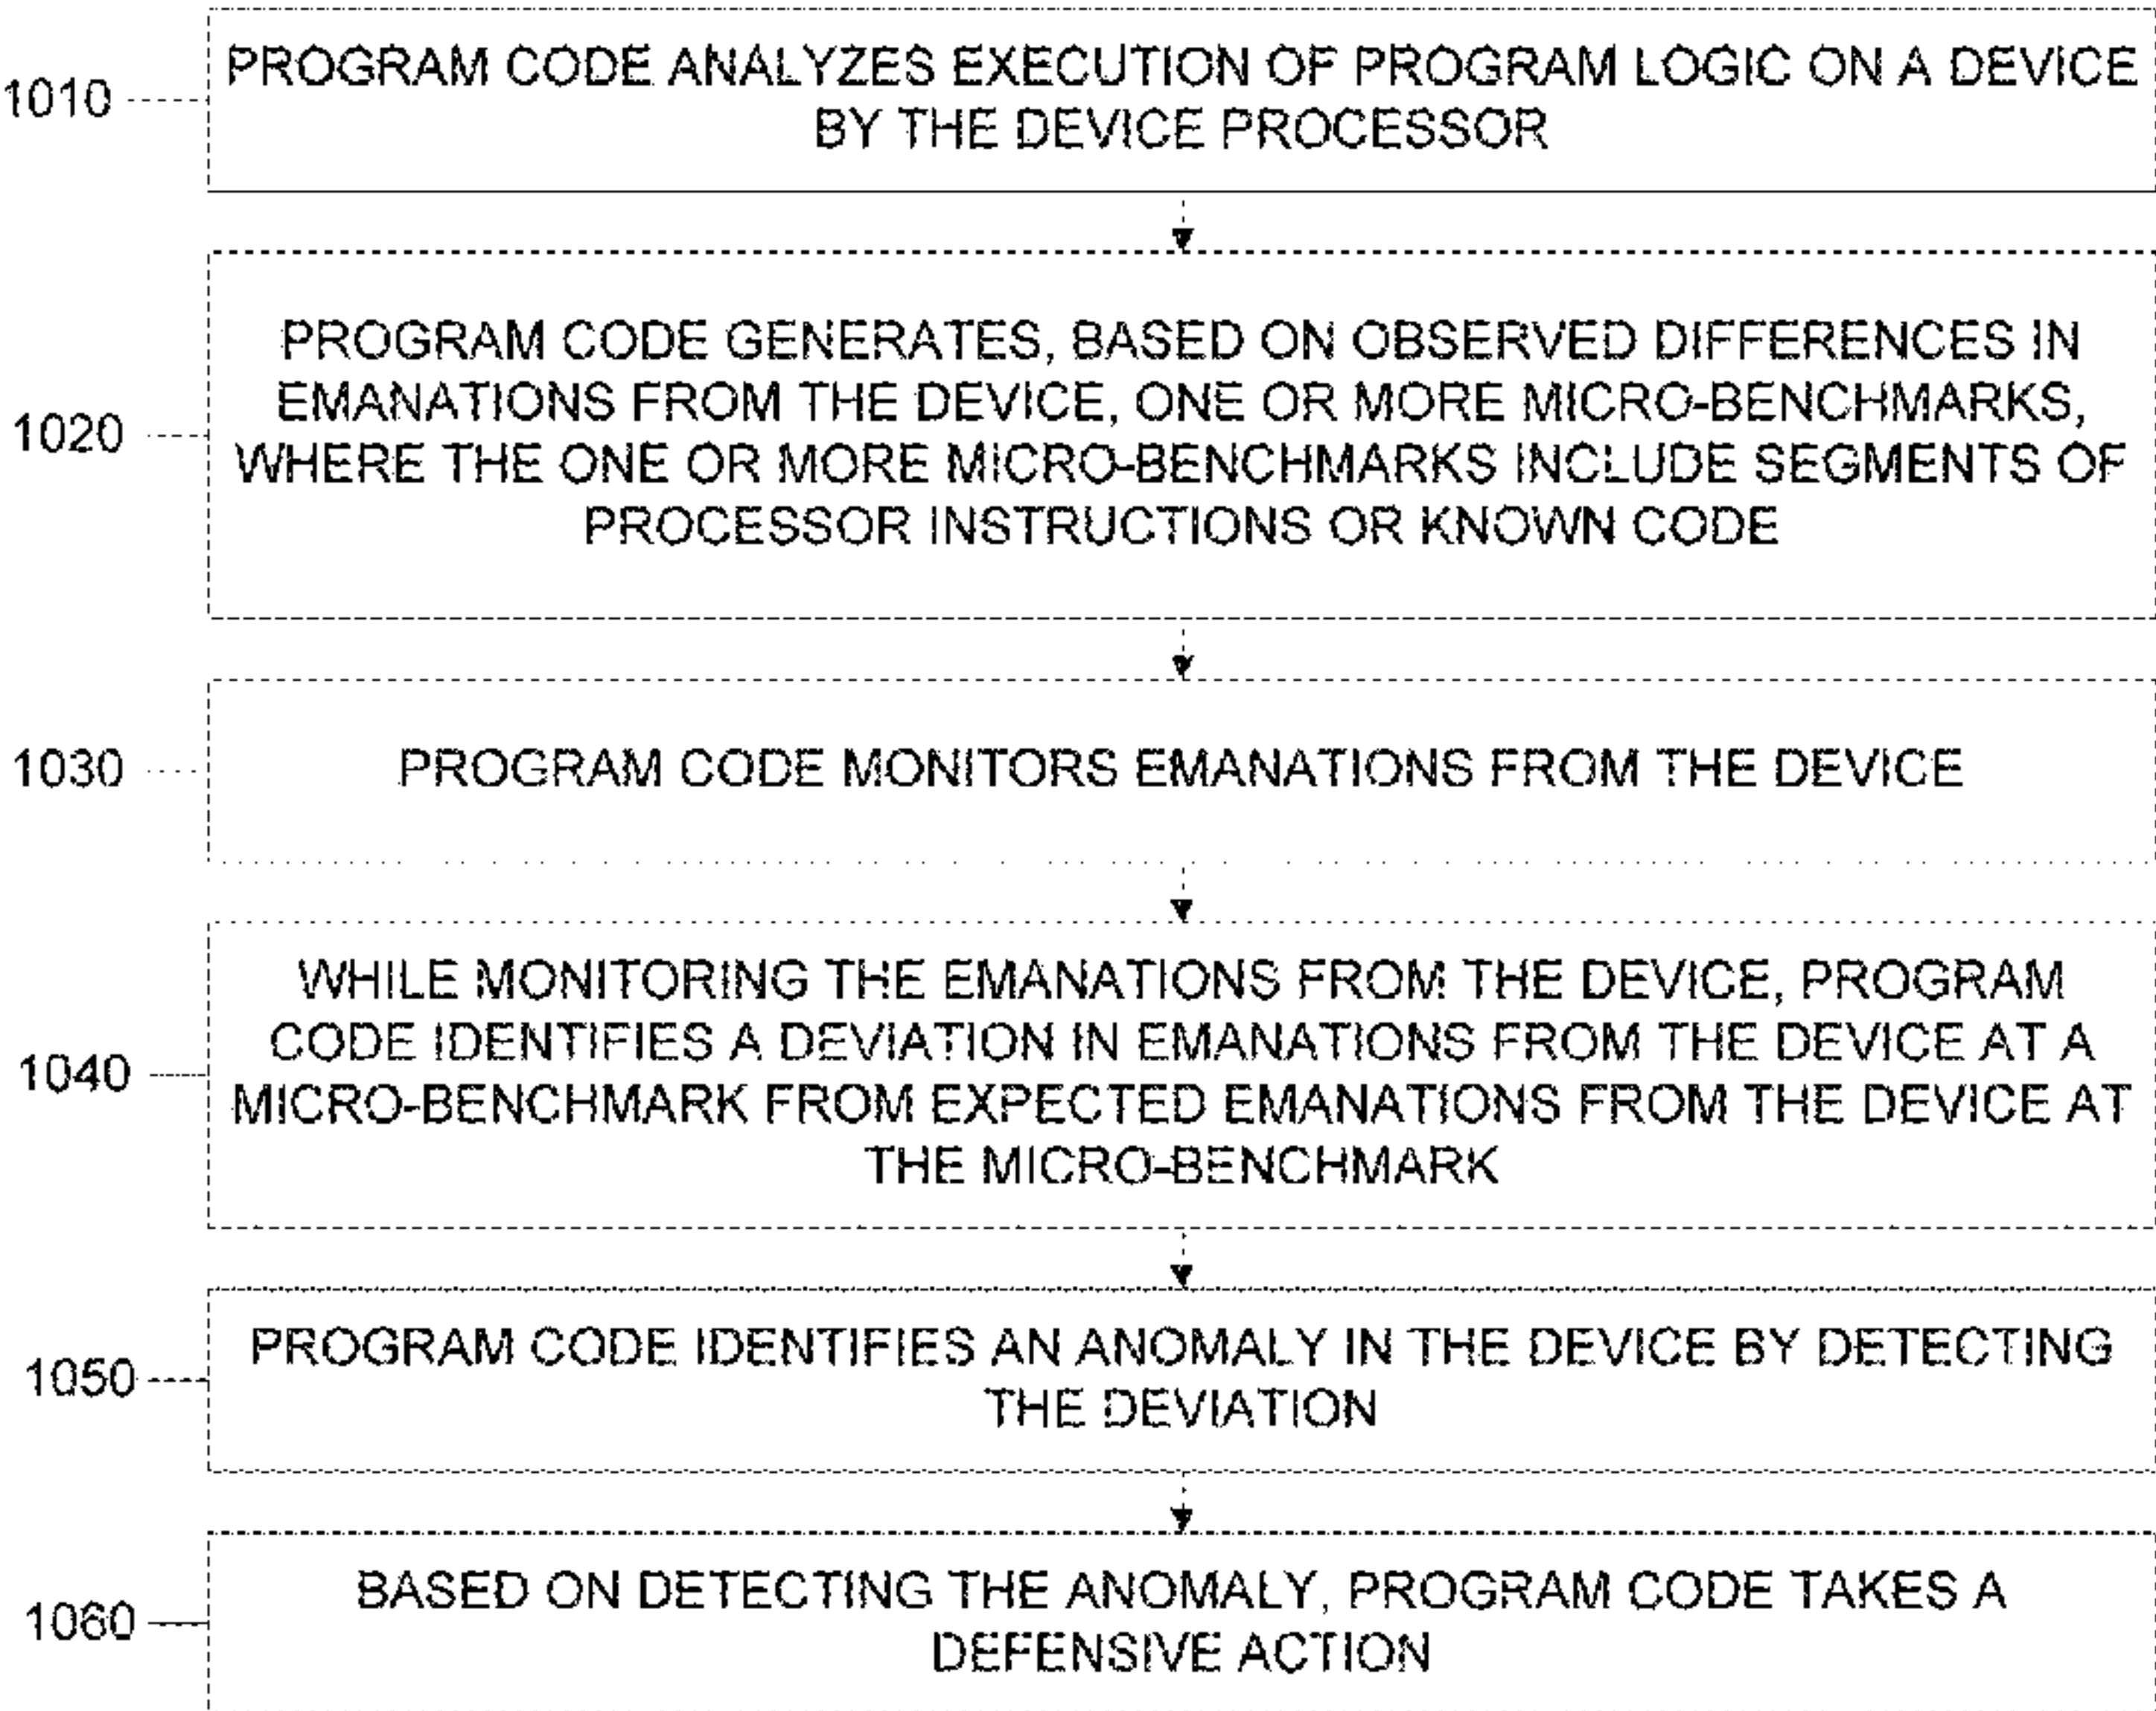 1010
PROGRAM CODE ANALYZES EXECUTION OF PROGRAM LOGIC ON A DEVICE
BY THE DEVICE PROCESSOR
1020
PROGRAM CODE GENERATES, BASED ON OBSERVED DIFFERENCES IN
EMANATIONS FROM THE DEVICE, ONE OR MORE MICRO-BENCHMARKS,
WHERE THE ONE OR MORE MICRO-BENCHMARKS INCLUDE SEGMENTS OF
PROCESSOR INSTRUCTIONS OR KNOWN CODE
1030
PROGRAM CODE MONITORS EMANATIONS FROM THE DEVICE
1040
WHILE MONITORING THE EMANATIONS FROM THE DEVICE, PROGRAM
CODE IDENTIFIES A DEVIATION IN EMANATIONS FROM THE DEVICE AT A
MICRO-BENCHMARK FROM EXPECTED EMANATIONS FROM THE DEVICE AT
THE MICRO-BENCHMARK
1050
PROGRAM CODE IDENTIFIES AN ANOMALY IN THE DEVICE BY DETECTING
THE DEVIATION
1060
BASED ON DETECTING THE ANOMALY, PROGRAM CODE TAKES A
DEFENSIVE ACTION